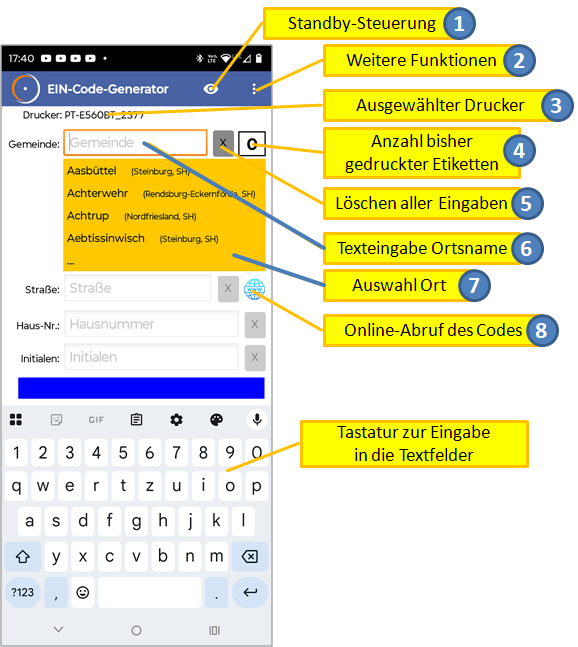 Standby-Steuerung 1
17:40
VoLTE LTE
EIN-Code-Generator
Weitere Funktionen 2
Drucker: PT-E560BT_2377
Ausgewählter Drucker 3
Gemeinde: Gemeinde X C
Anzahl bisher
gedruckter Etiketten 4
Aasbüttel (Steinburg, SH)
Achterwehr (Rendsburg-Eckernförde, SH)
Löschen aller Eingaben 5
Achtrup (Nordfriesland, SH)
Aebtissinwisch (Steinburg, SH)
Texteingabe Ortsname 6
...
Auswahl Ort 7
Straße: Straße X
Haus-Nr.: Hausnummer X
Online-Abruf des Codes 8
Initialen: Initialen X
GIF
Tastatur zur Eingabe
in die Textfelder
1 2 3 4 5 6 7 8 9 0
q w e r t z u i o p
a s d f g h j k l
y x c v b n m
?123 , .